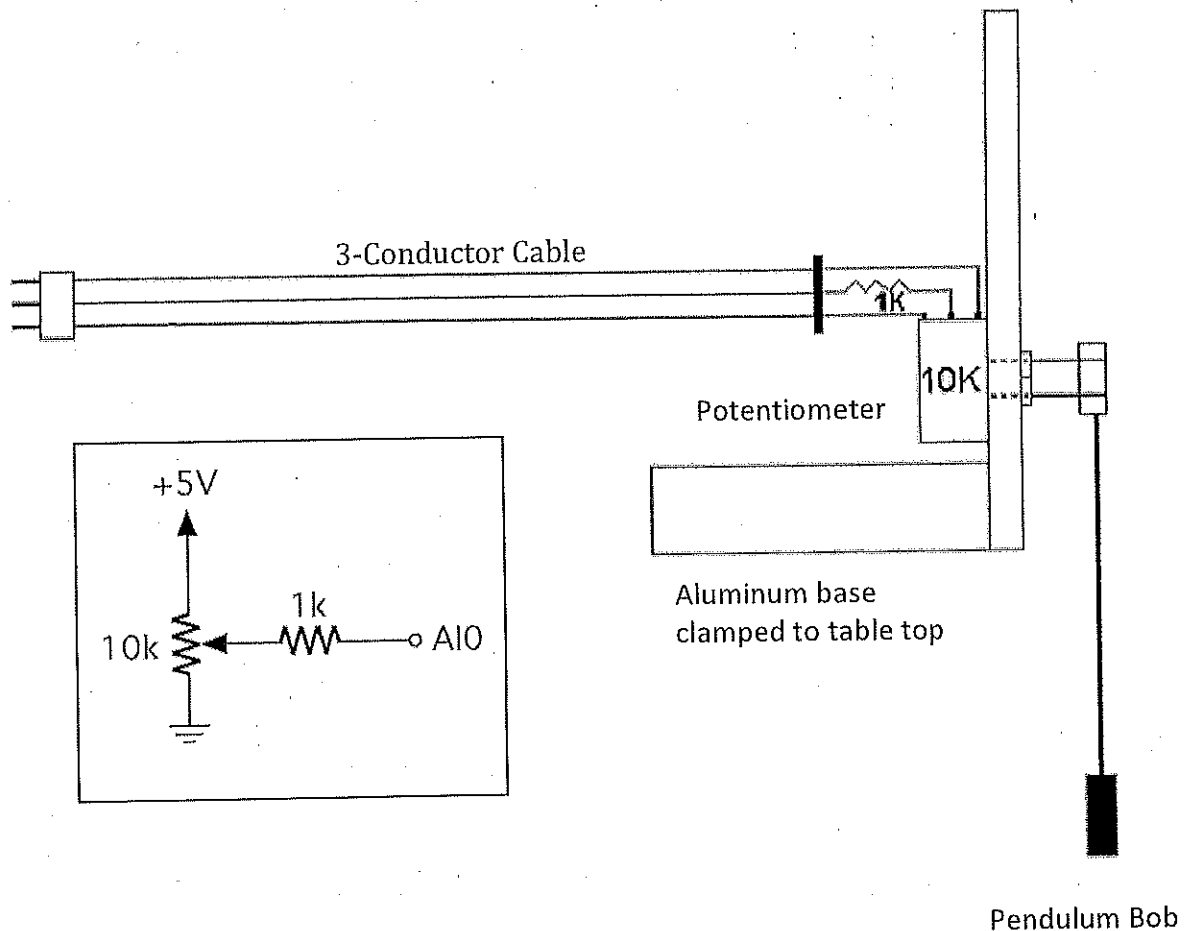 3-Conductor Cable
1K
10K
Potentiometer
+5V
1k
10k
AI0
Aluminum base
clamped to table top
Pendulum Bob